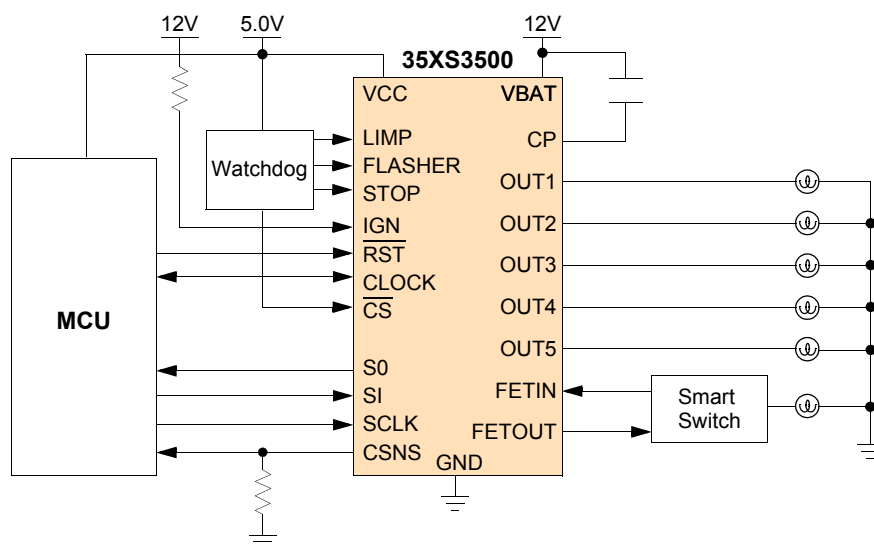 12V
5.0V
12V
35XS3500
VCC
VBAT
LIMP
CP
FLASHER
Watchdog
STOP
OUT1
IGN
OUT2
RST
CLOCK
OUT3
CS
OUT4
MCU
OUT5
S0
FETIN
SI
Smart
Switch
SCLK
FETOUT
CSNS
GND